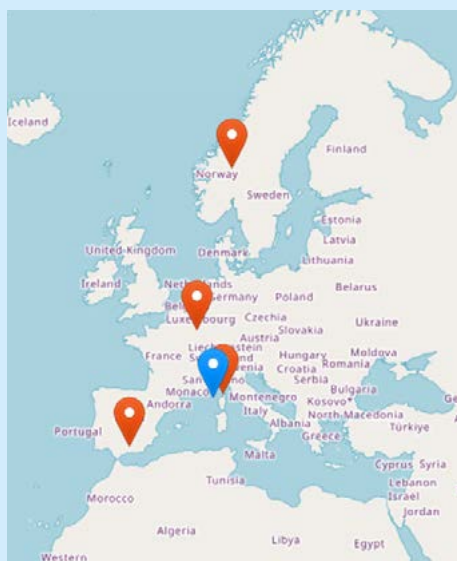 Iceland
Finland
Norway
Sweden
Estonia
Latvia
Denmark
Lithuania
United Kingdom
Ireland
Belarus
Germany
Poland
Czechia
Ukraine
Slovakia
Austria
France
Hungary
Moldova
Romania
Croatia
Serbia
Monaco
Andorra
Bulgaria
Montenegro
Kosovo*
Italy
North Macedonia
Albania
Portugal
Greece
Türkiye
Malta
Cyprus Syria
Tunisia
Lebanon
Israel
Morocco
Jordan
Algeria
Libya
Egypt
Western